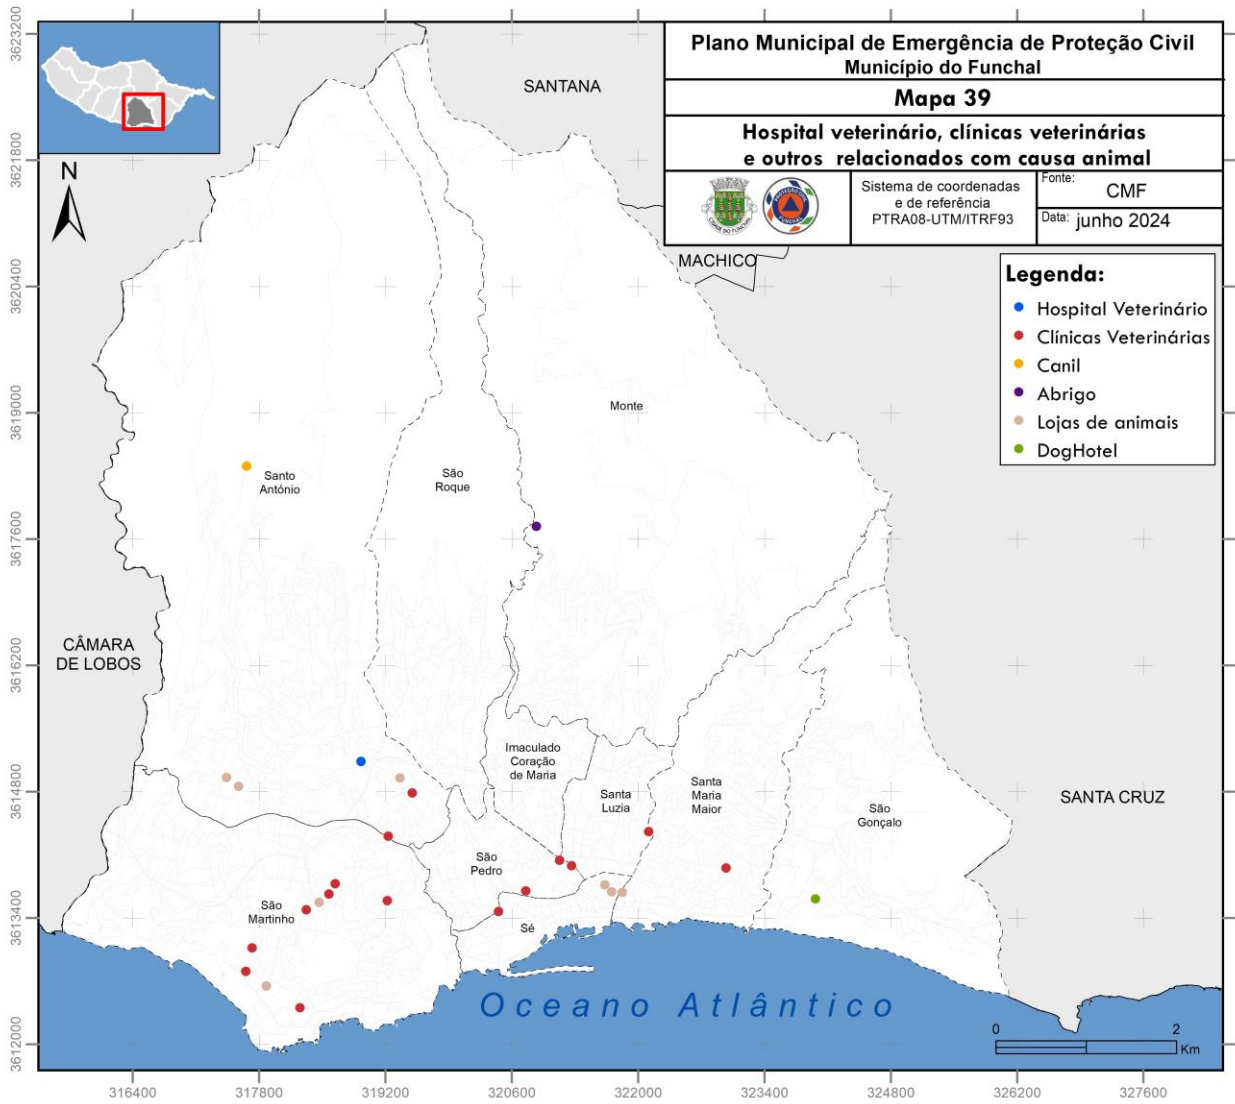 Plano Municipal de Emergência de Proteção Civil
Município do Funchal
Mapa 39
Hospital veterinário, clínicas veterinárias
e outros relacionados com causa animal
Sistema de coordenadas
e de referência
PTRA08-UTM/ITRF93
Fonte:
CMF
Data: junho 2024
Legenda:
Hospital Veterinário
Clínicas Veterinárias
Canil
Abrigo
Lojas de animais
DogHotel
N
SANTANA
MACHICO
CÂMARA
DE LOBOS
SANTA CRUZ
Monte
Santo
António
São
Roque
Imaculado
Coração
de Maria
Santa
Luzia
Santa
Maria
Maior
São
Gonçalo
São
Pedro
São
Martinho
Sé
Oceano Atlântico
0 2
Km
3623200
3621800
3620400
3619000
3617600
3616200
3614800
3613400
3612000
316400 317800 319200 320600 322000 323400 324800 326200 327600